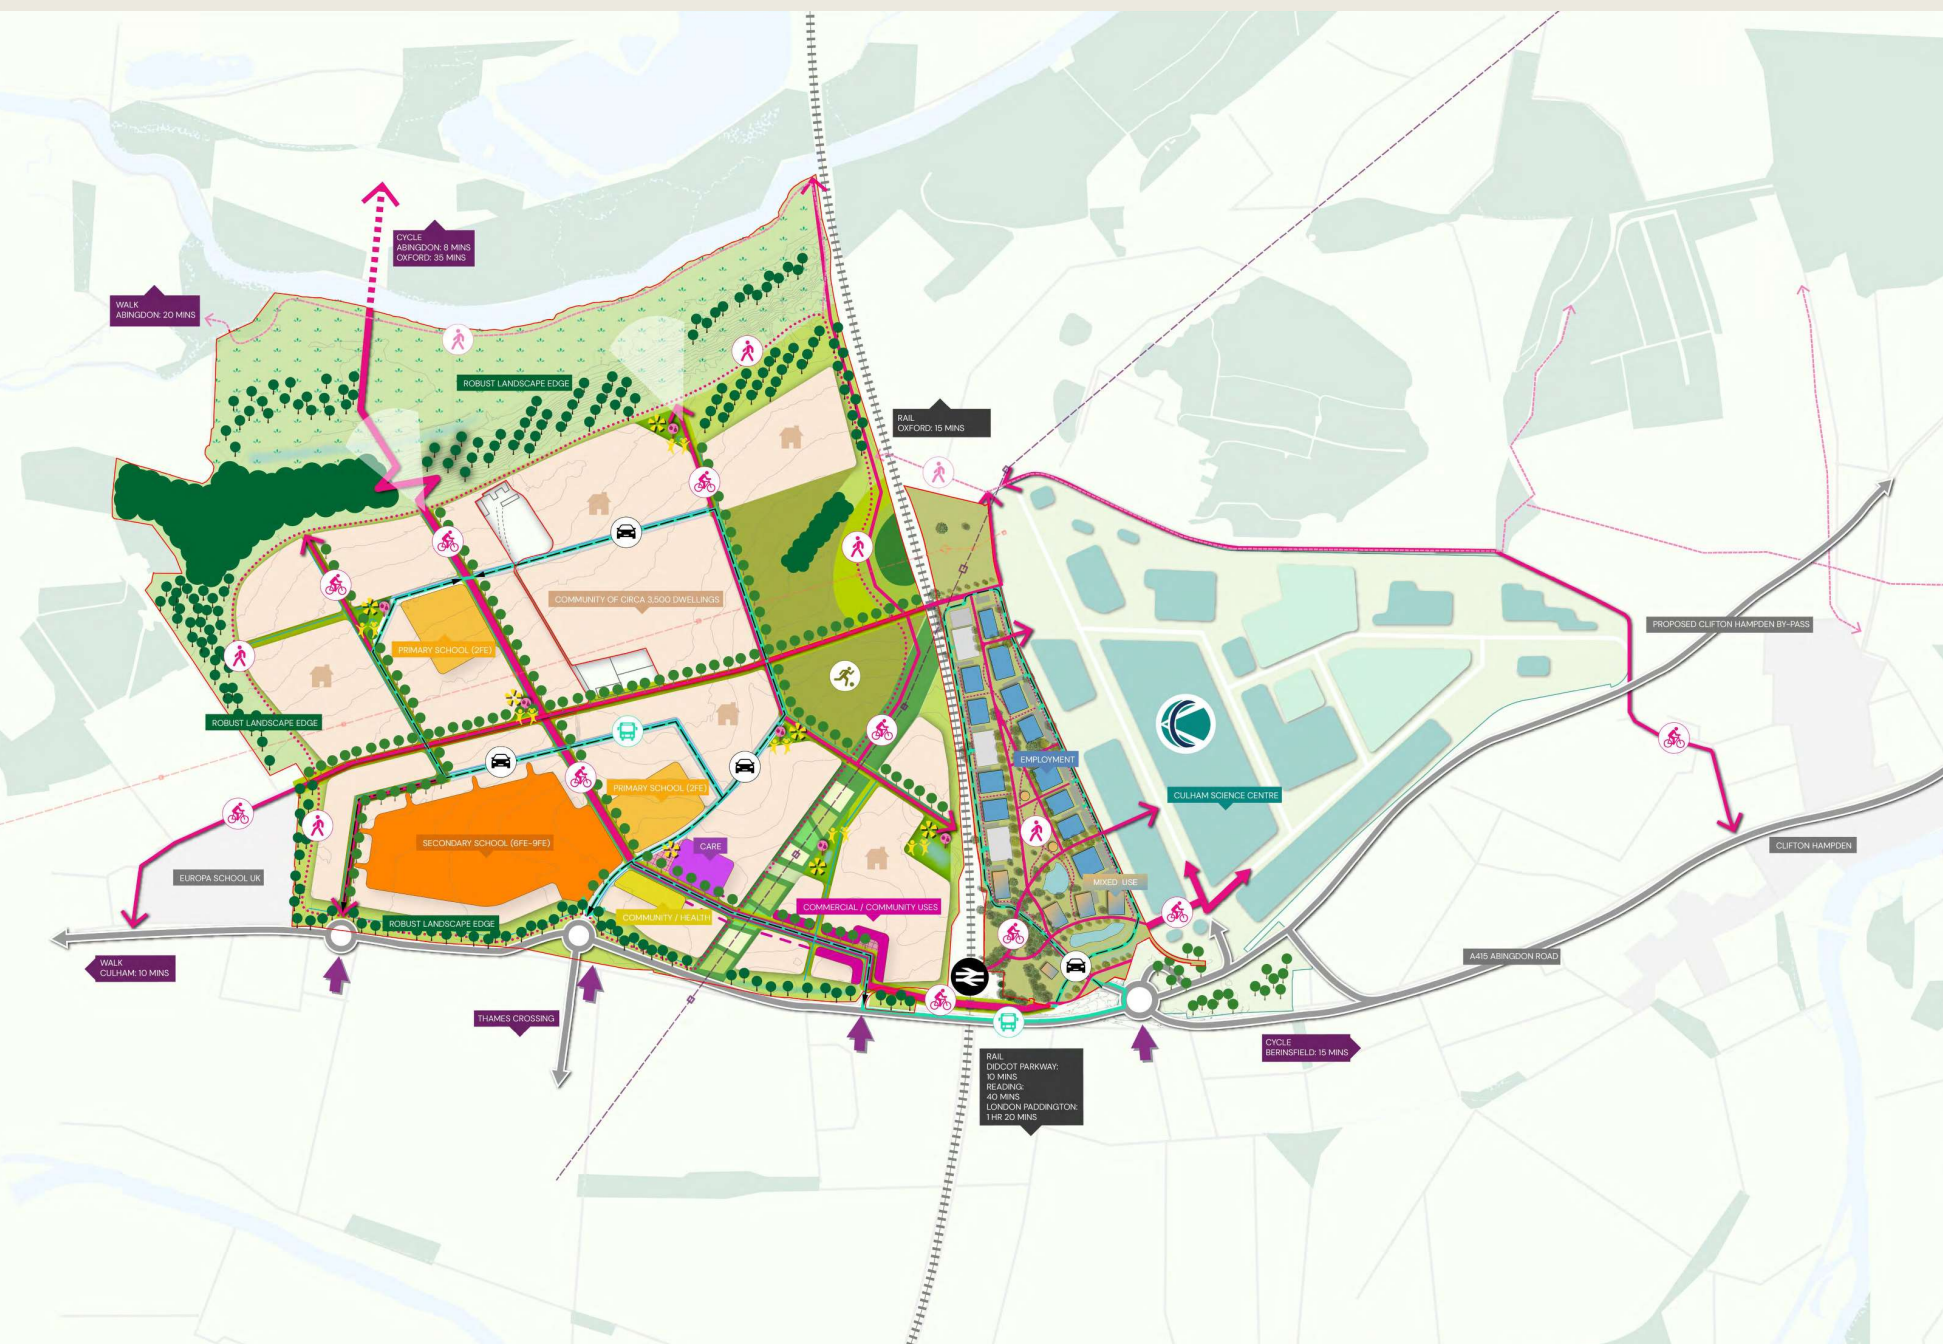 CYCLE
ABINGDON: 8 MINS
OXFORD: 35 MINS
WALK
ABINGDON: 20 MINS
ROBUST LANDSCAPE EDGE
RAIL
OXFORD: 15 MINS
COMMUNITY OF CIRCA 3,500 DWELLINGS
PROPOSED CLIFTON HAMPDEN BY-PASS
PRIMARY SCHOOL (2FE)
ROBUST LANDSCAPE EDGE
EMPLOYMENT
PRIMARY SCHOOL (2FE)
CULHAM SCIENCE CENTRE
SECONDARY SCHOOL (6FE-9FE)
CARE
CLIFTON HAMPDEN
EUROPA SCHOOL UK
MIXED USE
COMMERCIAL / COMMUNITY USES
COMMUNITY / HEALTH
ROBUST LANDSCAPE EDGE
A415 ABINGDON ROAD
WALK
CULHAM: 10 MINS
THAMES CROSSING
CYCLE
BERINSFIELD: 15 MINS
RAIL
DIDCOT PARKWAY:
10 MINS
READING:
40 MINS
LONDON PADDINGTON:
1 HR 20 MINS